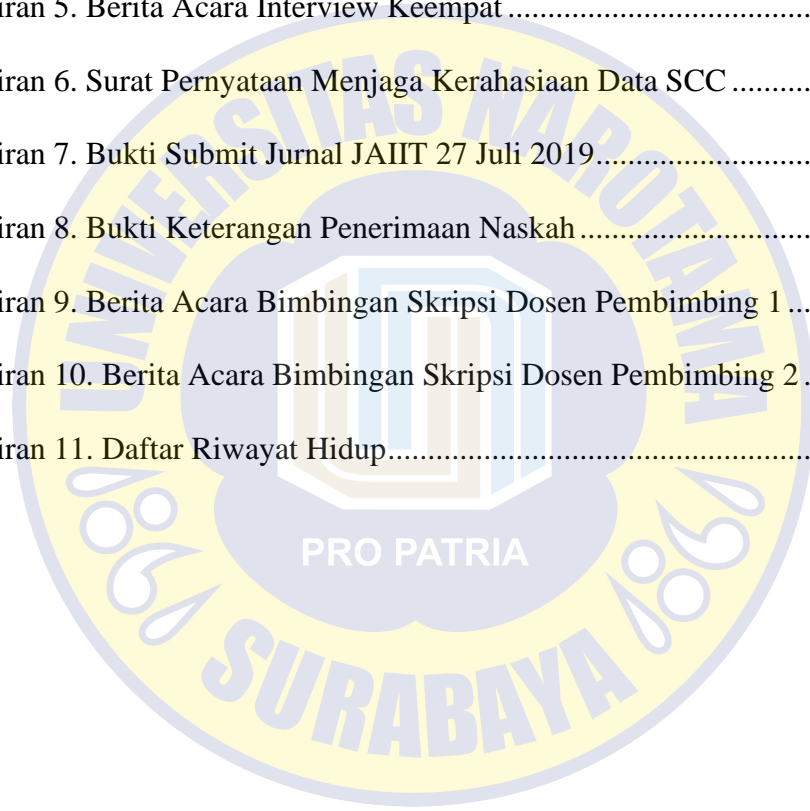 iran 5. Berita Acara Interview Keempat ....................................
iran 6. Surat Pernyataan Menjaga Kerahasiaan Data SCC ..........
iran 7. Bukti Submit Jurnal JAIIT 27 Juli 2019.........................
iran 8. Bukti Keterangan Penerimaan Naskah ...........................
iran 9. Berita Acara Bimbingan Skripsi Dosen Pembimbing 1 ...
iran 10. Berita Acara Bimbingan Skripsi Dosen Pembimbing 2 .
iran 11. Daftar Riwayat Hidup..................................................
UNIVERSITAS NAROTAMA
PRO PATRIA
SURABAYA